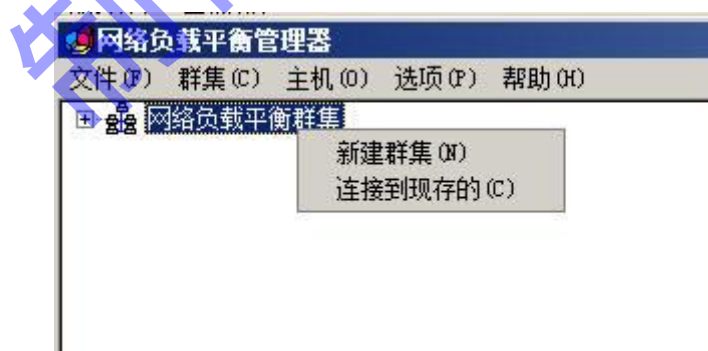 网络负载平衡管理器
文件(F) 群集(C) 主机(O) 选项(P) 帮助(H)
网络负载平衡群集
新建群集(N)
连接到现存的(C)